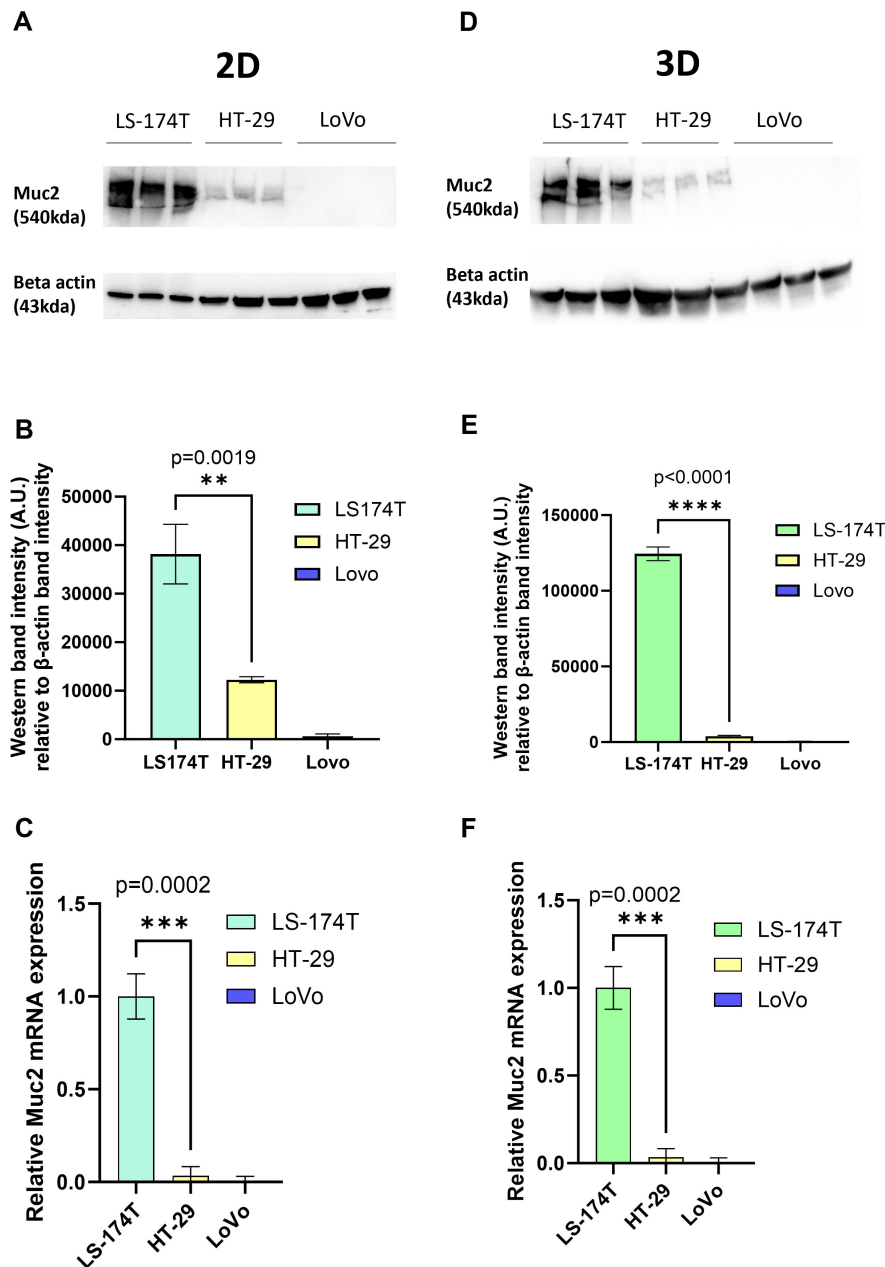 A
2D
LS-174T HT-29 LoVo
Muc2
(540kda)
Beta actin
(43kda)
D
3D
LS-174T HT-29 LoVo
Muc2
(540kda)
Beta actin
(43kda)
B
p=0.0019
**
Western band intensity (A.U.)
relative to β-actin band intensity
50000
40000
30000
20000
10000
0
LS174T HT-29 Lovo
LS174T
HT-29
Lovo
E
p<0.0001
****
Western band intensity (A.U.)
relative to β-actin band intensity
150000
100000
50000
0
LS-174T HT-29 Lovo
LS-174T
HT-29
Lovo
C
p=0.0002
***
Relative Muc2 mRNA expression
1.5
1.0
0.5
0.0
LS-174T HT-29 LoVo
LS-174T
HT-29
LoVo
F
p=0.0002
***
Relative Muc2 mRNA expression
1.5
1.0
0.5
0.0
LS-174T HT-29 LoVo
LS-174T
HT-29
LoVo